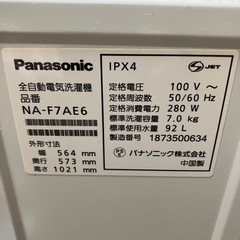 Panasonic
全自動電気洗濯機
品番
NA-F7AE6
外形寸法
幅 564 mm
奥行 573 mm
高さ 1021 mm
IPX4
JET
定格電圧 100 V ~
定格周波数 50/60 Hz
定格消費電力 280 W
標準洗濯容量 7.0 kg
標準使用水量 92 L
製造番号 1873500634
パナソニック株式会社
中国製